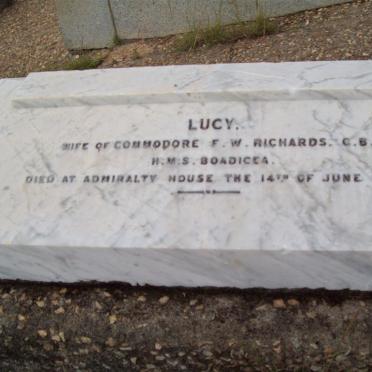 LUCY.
WIFE OF COMMODORE F. W. RICHARDS. C.B.
H.M.S. BOADICEA.
DIED AT ADMIRALTY HOUSE THE 14TH OF JUNE